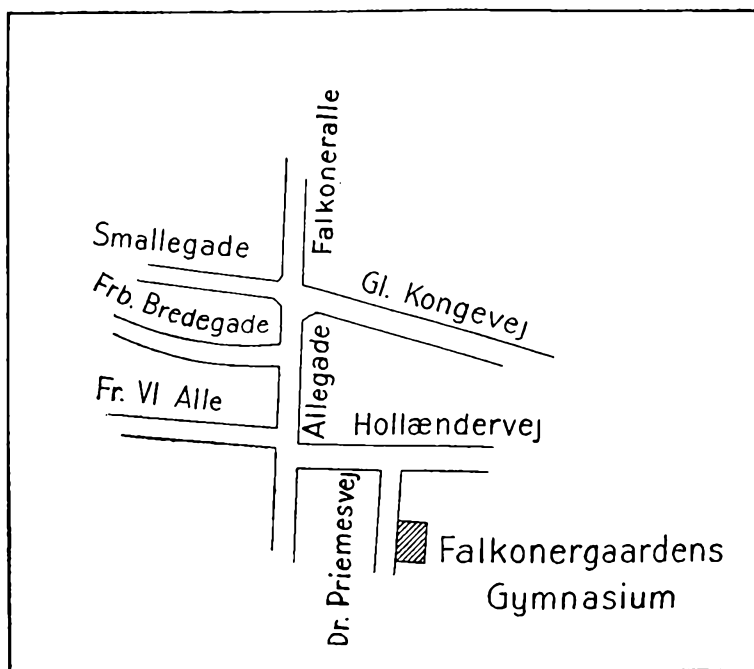 Falkoneralle
Smallegade
Gl. Kongevej
Frb. Bredegade
Allegade
Fr. VI Alle
Hollændervej
Dr. Priemesvej
Falkonergaardens
Gymnasium